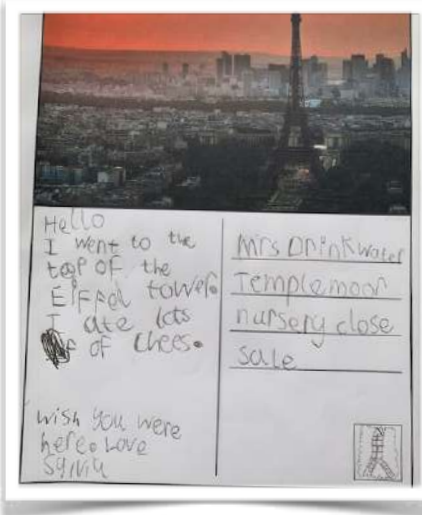 Hello
I went to the
top of the
Eiffel tower.
I ate lots
of chees.
wish you were
here. Love
Sylvia
Mrs Drinkwater
Templemoor
nursery close
sale